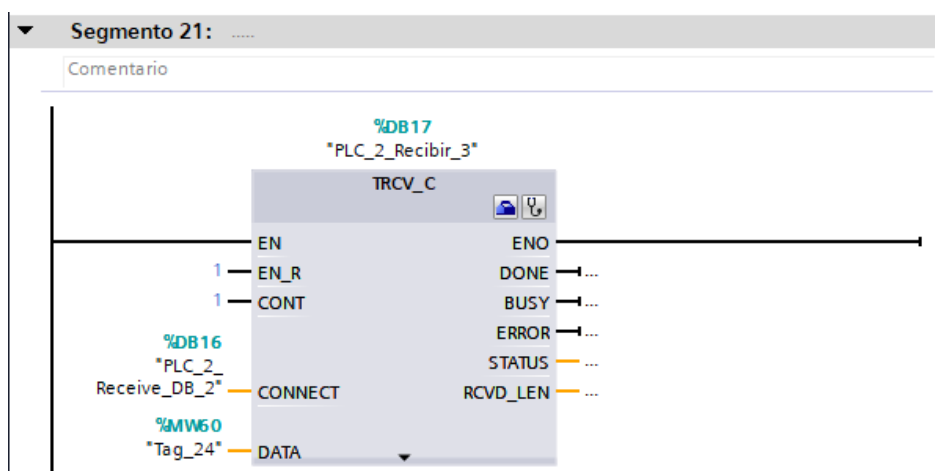 Segmento 21: .....
Comentario
%DB17
"PLC_2_Recibir_3"
TRCV_C
EN ENO
1 EN_R DONE ...
1 CONT BUSY ...
ERROR ...
%DB16
STATUS ...
"PLC_2_
Receive_DB_2" CONNECT RCVD_LEN ...
%MW60
"Tag_24" DATA